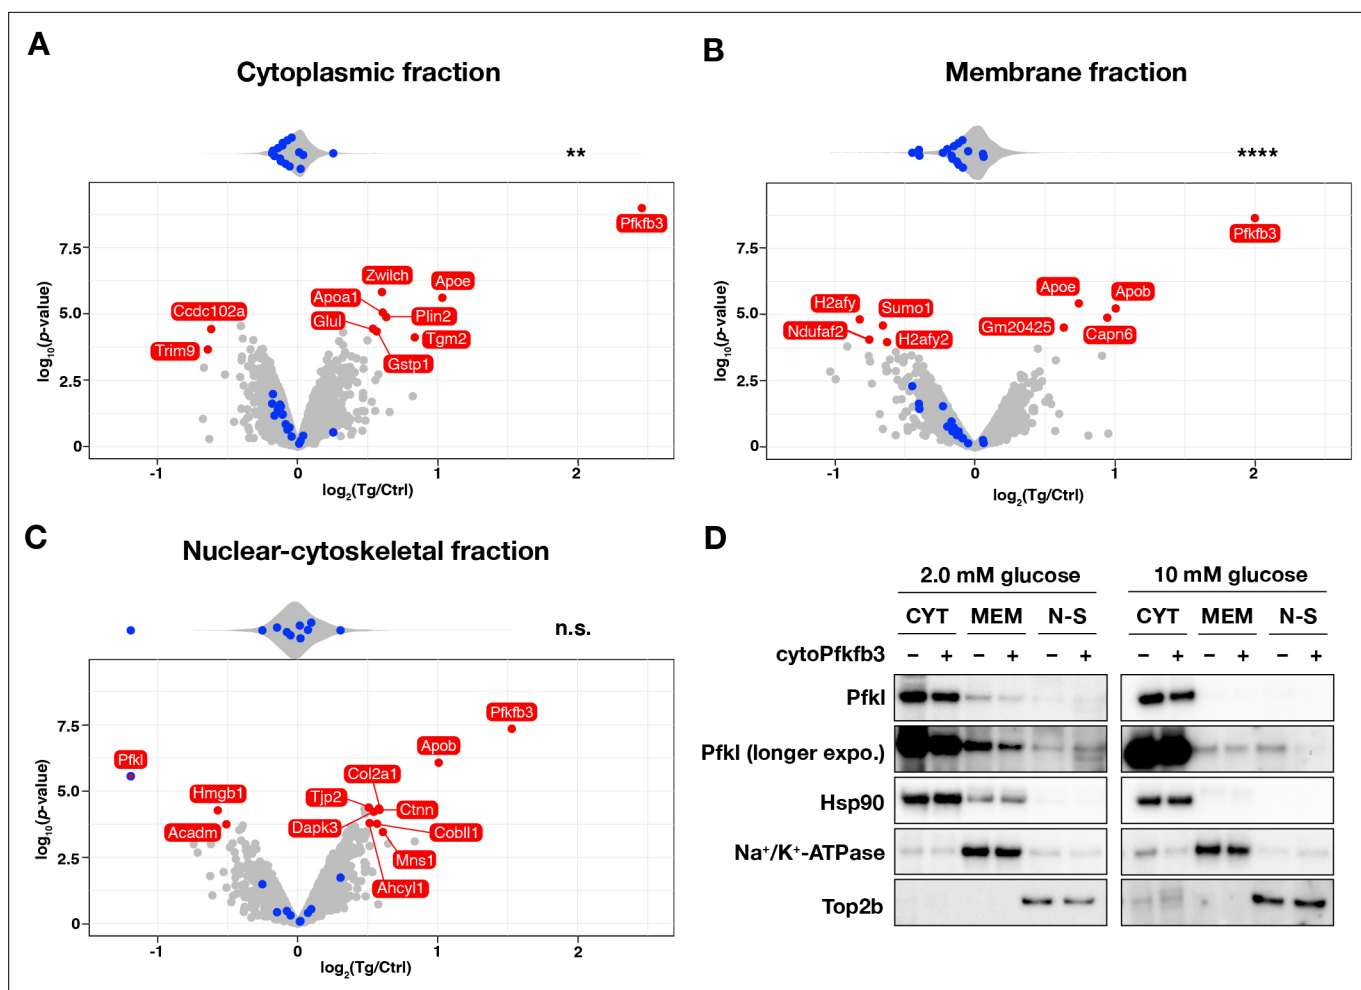 A
Cytoplasmic fraction
**
Pfkfb3
Zwilch
Apoe
Apoa1
Plin2
Glul
Tgm2
Gstp1
Ccdc102a
Trim9
7.5
5.0
2.5
0
log10(p-value)
-1 0 1 2
log2(Tg/Ctrl)
B
Membrane fraction
****
Pfkfb3
Apoe
Apob
Gm20425
Capn6
H2afy
Sumo1
Ndufaf2
H2afy2
7.5
5.0
2.5
0
log10(p-value)
-1 0 1 2
log2(Tg/Ctrl)
C
Nuclear-cytoskeletal fraction
n.s.
Pfkfb3
Apob
Pfkl
Col2a1
Hmgb1
Tjp2
Ctnn
Acadm
Dapk3
Cobll1
Mns1
Ahcyl1
7.5
5.0
2.5
0
log10(p-value)
-1 0 1 2
log2(Tg/Ctrl)
D
2.0 mM glucose 10 mM glucose
CYT MEM N-S CYT MEM N-S
cytoPfkfb3 − + − + − + − + − + − +
Pfkl
Pfkl (longer expo.)
Hsp90
Na+/K+-ATPase
Top2b